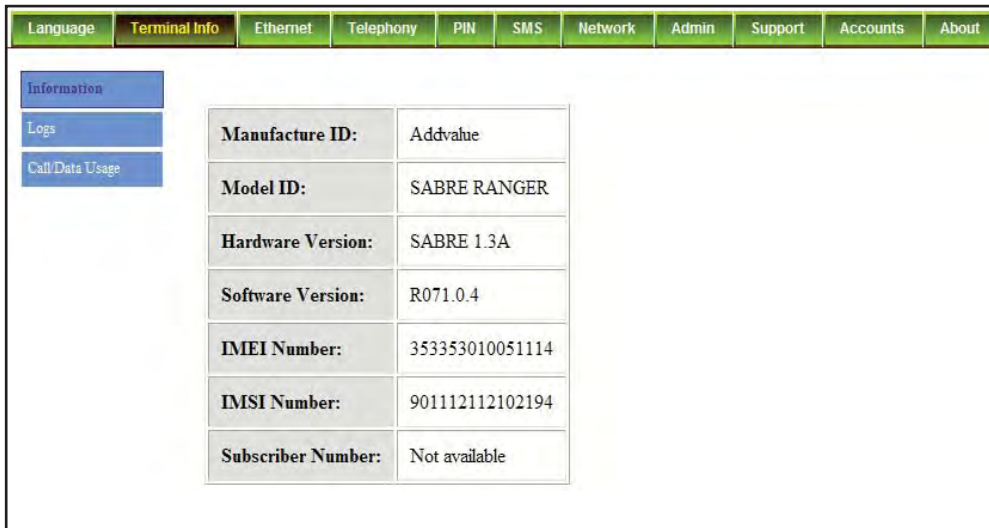 Language Terminal Info Ethernet Telephony PIN SMS Network Admin Support Accounts About
Information
Logs
Call/Data Usage
Manufacture ID: Addvalue
Model ID: SABRE RANGER
Hardware Version: SABRE 1.3A
Software Version: R071.0.4
IMEI Number: 353353010051114
IMSI Number: 901112112102194
Subscriber Number: Not available